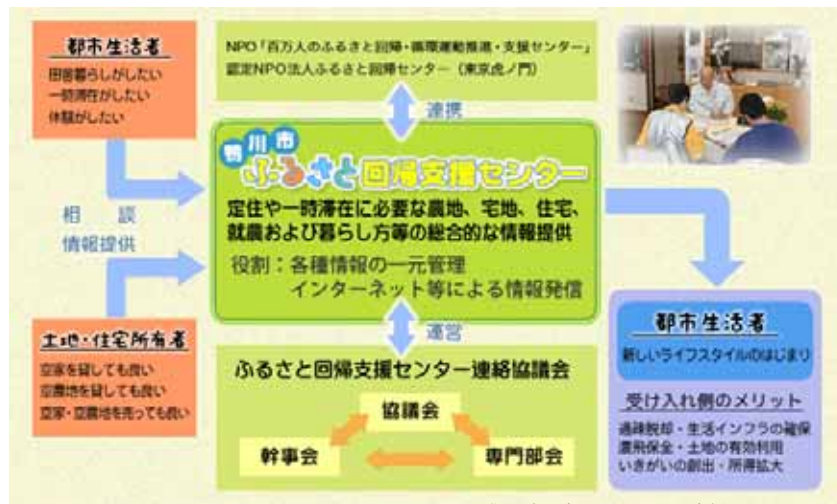 都市生活者
田舎暮らしがしたい
一時滞在がしたい
体験がしたい
NPO「百万人のふるさと回帰・循環運動推進・支援センター」
認定NPO法人ふるさと回帰センター（東京虎ノ門）
連携
鴨川市
ふるさと回帰支援センター
定住や一時滞在に必要な農地、宅地、住宅、
就農および暮らし方等の総合的な情報提供
役割：各種情報の一元管理
インターネット等による情報発信
相談
情報提供
土地・住宅所有者
空家を貸しても良い
空農地を貸しても良い
空家・空農地を売っても良い
運営
ふるさと回帰支援センター連絡協議会
協議会
幹事会
専門部会
都市生活者
新しいライフスタイルのはじまり
受け入れ側のメリット
過疎脱却・生活インフラの確保
保全・土地の有効利用
いきがいの創出・所得拡大